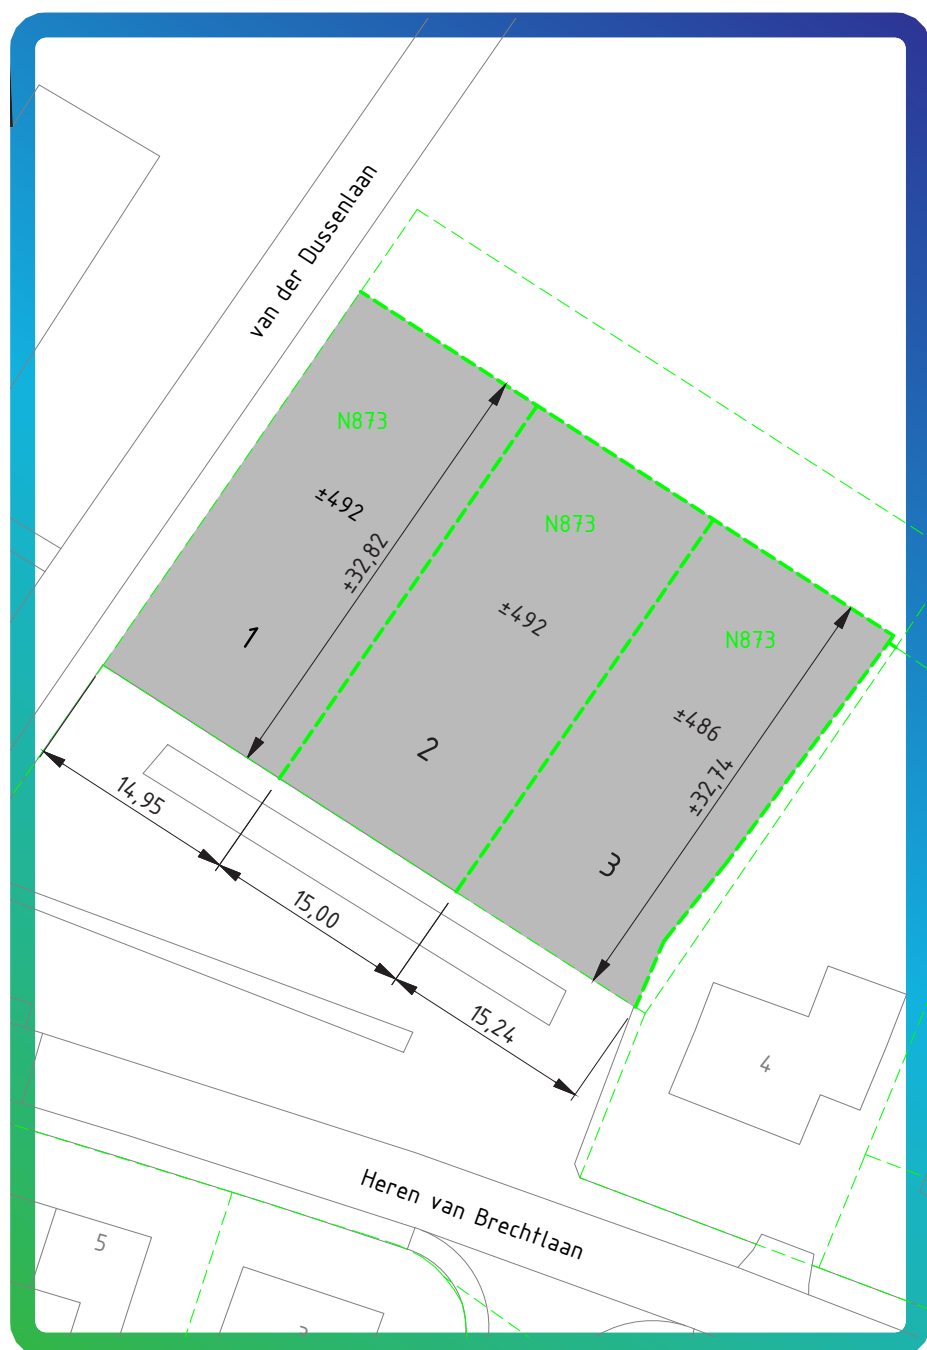 van der Dussenlaan
N873
±492
±32,82
1
N873
±492
2
N873
±486
±32,74
3
14,95
15,00
15,24
4
Heren van Brechtlaan
5